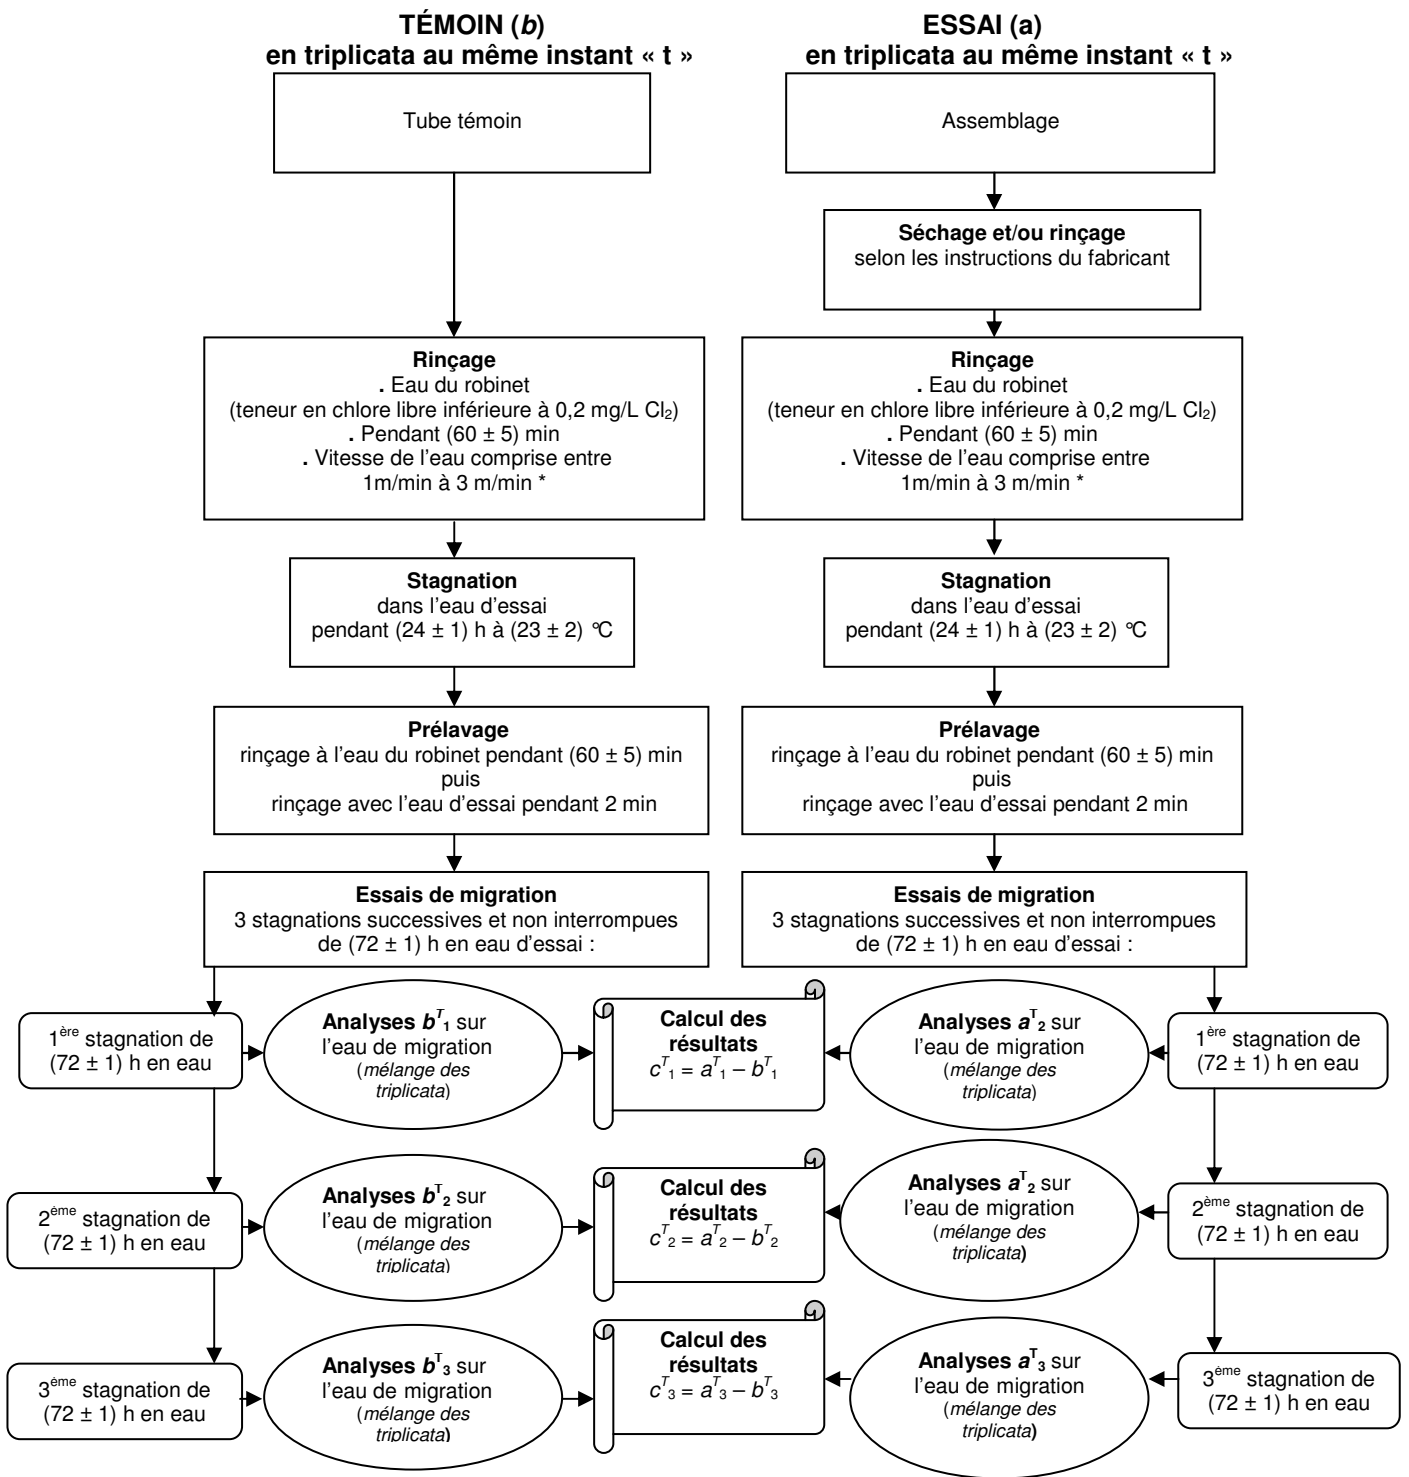 TÉMOIN (b)
en triplicata au même instant « t »
Tube témoin
Rinçage
. Eau du robinet
(teneur en chlore libre inférieure à 0,2 mg/L Cl₂)
. Pendant (60 ± 5) min
. Vitesse de l'eau comprise entre
1m/min à 3 m/min *
Stagnation
dans l'eau d'essai
pendant (24 ± 1) h à (23 ± 2) °C
Prélavage
rinçage à l'eau du robinet pendant (60 ± 5) min
puis
rinçage avec l'eau d'essai pendant 2 min
Essais de migration
3 stagnations successives et non interrompues
de (72 ± 1) h en eau d'essai :
ESSAI (a)
en triplicata au même instant « t »
Assemblage
Séchage et/ou rinçage
selon les instructions du fabricant
Rinçage
. Eau du robinet
(teneur en chlore libre inférieure à 0,2 mg/L Cl₂)
. Pendant (60 ± 5) min
. Vitesse de l'eau comprise entre
1m/min à 3 m/min *
Stagnation
dans l'eau d'essai
pendant (24 ± 1) h à (23 ± 2) °C
Prélavage
rinçage à l'eau du robinet pendant (60 ± 5) min
puis
rinçage avec l'eau d'essai pendant 2 min
Essais de migration
3 stagnations successives et non interrompues
de (72 ± 1) h en eau d'essai :
1ère stagnation de
(72 ± 1) h en eau
Analyses bᵀ₁ sur
l'eau de migration
(mélange des
triplicata)
Calcul des
résultats
cᵀ₁ = aᵀ₁ – bᵀ₁
Analyses aᵀ₂ sur
l'eau de migration
(mélange des
triplicata)
1ère stagnation de
(72 ± 1) h en eau
2ème stagnation de
(72 ± 1) h en eau
Analyses bᵀ₂ sur
l'eau de migration
(mélange des
triplicata)
Calcul des
résultats
cᵀ₂ = aᵀ₂ – bᵀ₂
Analyses aᵀ₂ sur
l'eau de migration
(mélange des
triplicata)
2ème stagnation de
(72 ± 1) h en eau
3ème stagnation de
(72 ± 1) h en eau
Analyses bᵀ₃ sur
l'eau de migration
(mélange des
triplicata)
Calcul des
résultats
cᵀ₃ = aᵀ₃ – bᵀ₃
Analyses aᵀ₃ sur
l'eau de migration
(mélange des
triplicata)
3ème stagnation de
(72 ± 1) h en eau